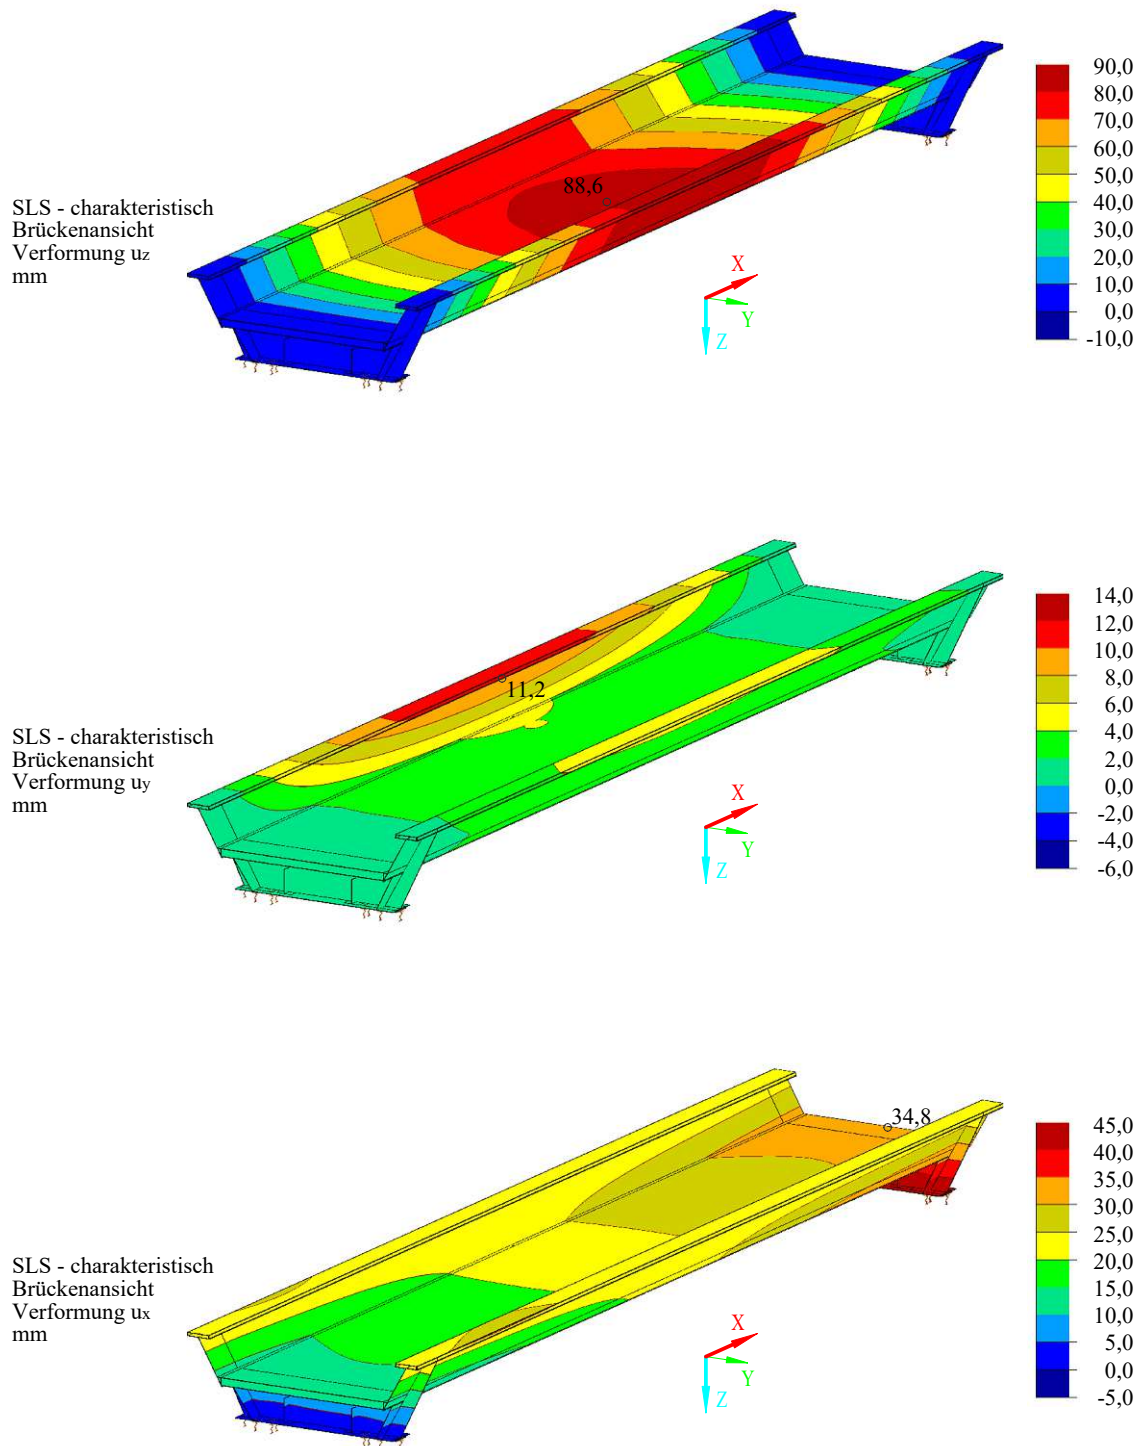 88,6
SLS - charakteristisch
Brückenansicht
Verformung uz
mm
X
Y
Z
90,0
80,0
70,0
60,0
50,0
40,0
30,0
20,0
10,0
0,0
-10,0
11,2
SLS - charakteristisch
Brückenansicht
Verformung uy
mm
X
Y
Z
14,0
12,0
10,0
8,0
6,0
4,0
2,0
0,0
-2,0
-4,0
-6,0
34,8
SLS - charakteristisch
Brückenansicht
Verformung ux
mm
X
Y
Z
45,0
40,0
35,0
30,0
25,0
20,0
15,0
10,0
5,0
0,0
-5,0